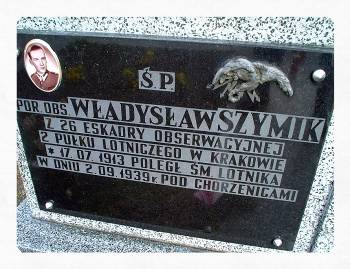 Ś.P.
POR. OBS. WŁADYSŁAW SZYMIK
Z 26 ESKADRY OBSERWACYJNEJ
2 PUŁKU LOTNICZEGO W KRAKOWIE
* 17.07.1913 POLEGŁ ŚM. LOTNIKA
W DNIU 2.09.1939 R. POD CHORZENICAMI